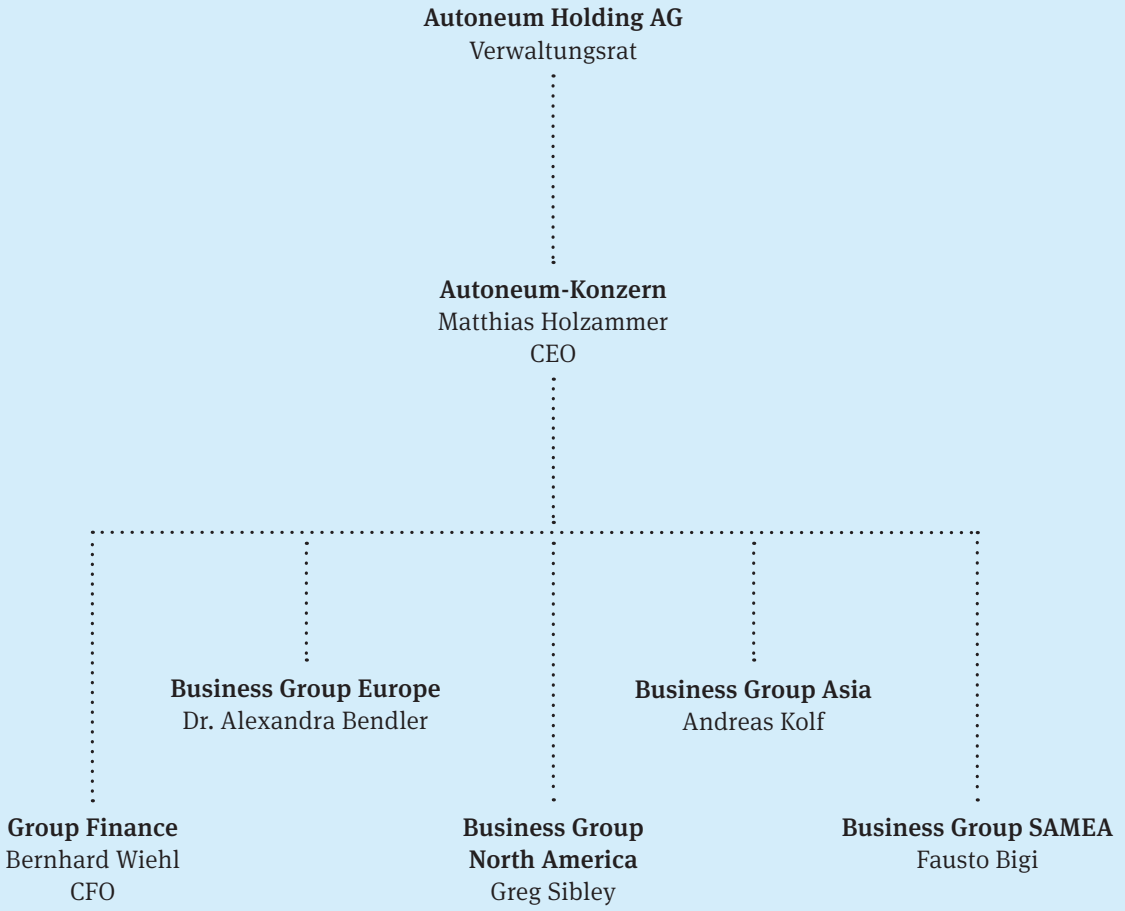 Autoneum Holding AG
Verwaltungsrat
Autoneum-Konzern
Matthias Holzammer
CEO
Business Group Europe
Dr. Alexandra Bendler
Business Group Asia
Andreas Kolf
Group Finance
Bernhard Wiehl
CFO
Business Group
North America
Greg Sibley
Business Group SAMEA
Fausto Bigi